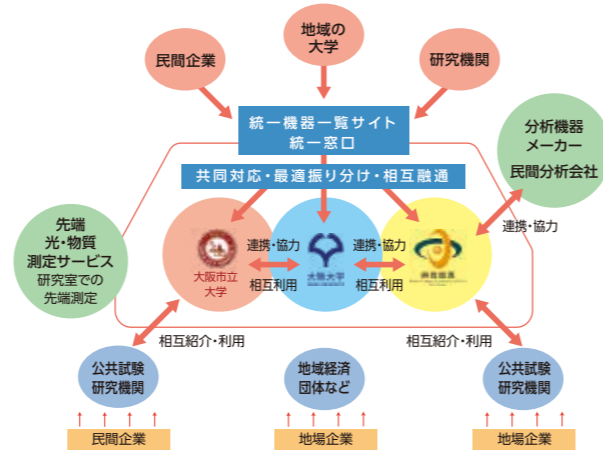 地域の
大学
民間企業
研究機関
統一機器一覧サイト
統一窓口
分析機器
メーカー
民間分析会社
共同対応・最適振り分け・相互融通
先端
光・物質
測定サービス
研究室での
先端測定
連携・協力
連携・協力
連携・協力
大阪市立
大学
大阪大学
相互利用
相互利用
相互紹介・利用
相互紹介・利用
公共試験
研究機関
地域経済
団体など
公共試験
研究機関
民間企業
地場企業
地場企業